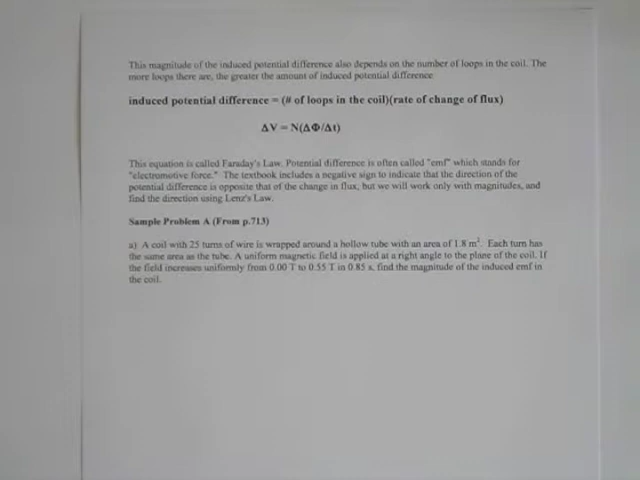 This magnitude of the induced potential difference also depends on the number of loops in the coil. The
more loops there are, the greater the amount of induced potential difference
induced potential difference = (# of loops in the coil)(rate of change of flux)
ΔV = N(ΔΦ/Δt)
This equation is called Faraday's Law. Potential difference is often called "emf" which stands for
"electromotive force." The textbook includes a negative sign to indicate that the direction of the
potential difference is opposite that of the change in flux, but we will work only with magnitudes, and
find the direction using Lenz's Law.
Sample Problem A (From p.713)
a) A coil with 25 turns of wire is wrapped around a hollow tube with an area of 1.8 m². Each turn has
the same area as the tube. A uniform magnetic field is applied at a right angle to the plane of the coil. If
the field increases uniformly from 0.00 T to 0.55 T in 0.85 s, find the magnitude of the induced emf in
the coil.